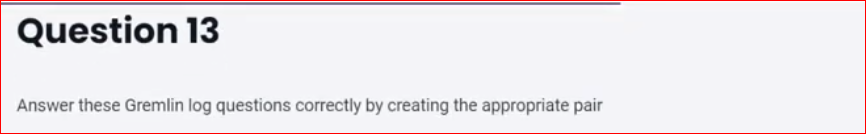 Question 13
Answer these Gremlin log questions correctly by creating the appropriate pair